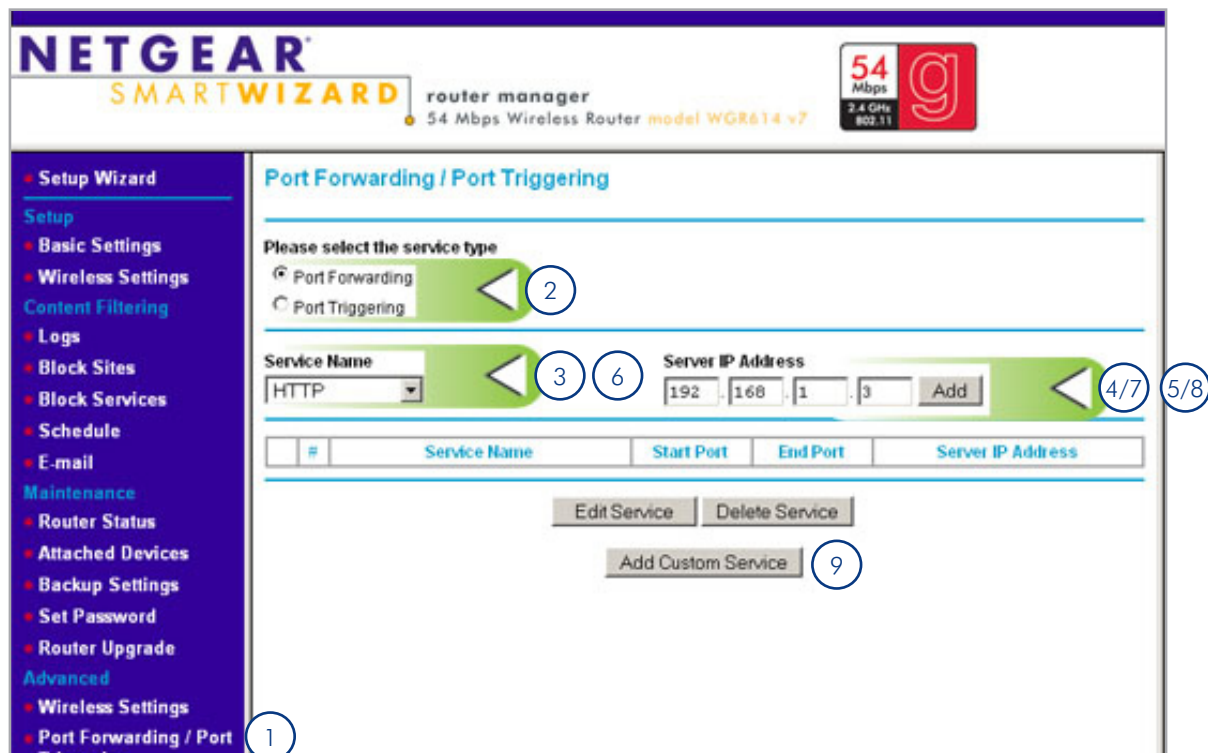 NETGEAR
SMARTWIZARD router manager
54 Mbps Wireless Router model WGR614 v7
54
Mbps
2.4 GHz
802.11
g
Setup Wizard
Setup
Basic Settings
Wireless Settings
Content Filtering
Logs
Block Sites
Block Services
Schedule
E-mail
Maintenance
Router Status
Attached Devices
Backup Settings
Set Password
Router Upgrade
Advanced
Wireless Settings
Port Forwarding / Port
1
Port Forwarding / Port Triggering
Please select the service type
Port Forwarding
Port Triggering
2
Service Name
HTTP
3 6
Server IP Address
192 . 168 . 1 . 3 Add
4/7 5/8
# Service Name Start Port End Port Server IP Address
Edit Service Delete Service
Add Custom Service 9